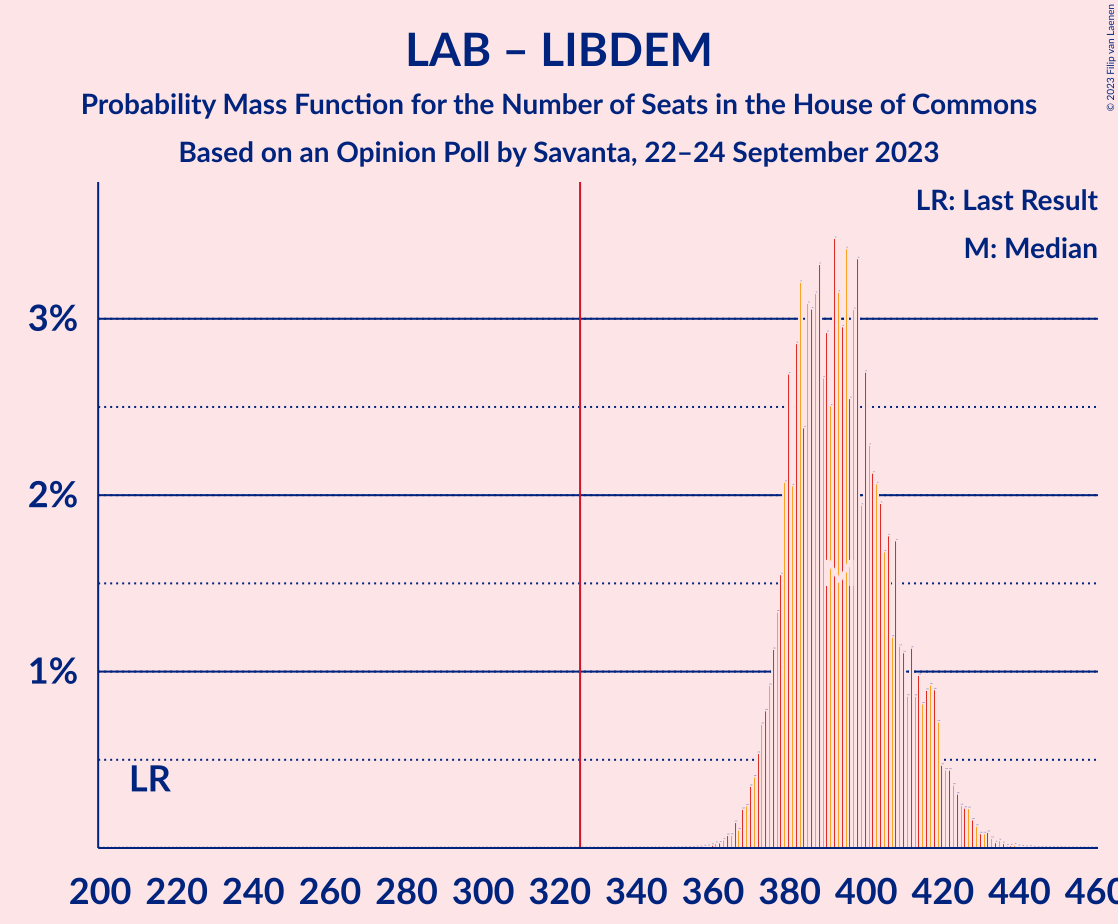 LAB – LIBDEM
Probability Mass Function for the Number of Seats in the House of Commons
Based on an Opinion Poll by Savanta, 22–24 September 2023
© 2023 Filip van Laenen
LR: Last Result
M: Median
3%
2%
1%
M
LR
200 220 240 260 280 300 320 340 360 380 400 420 440 460